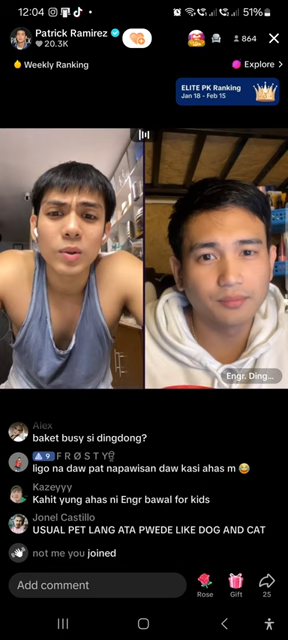 12:04
51%
Patrick Ramirez
20.3K
864
Weekly Ranking
Explore >
ELITE PK Ranking
Jan 18 - Feb 15
Engr. Ding...
Alex
baket busy si dingdong?
9 F R Ø S T Y
ligo na daw pat napawisan daw kasi ahas m 😂
Kazeyyy
Kahit yung ahas ni Engr bawal for kids
Jonel Castillo
USUAL PET LANG ATA PWEDE LIKE DOG AND CAT
not me you joined
Add comment
Rose
Gift
25